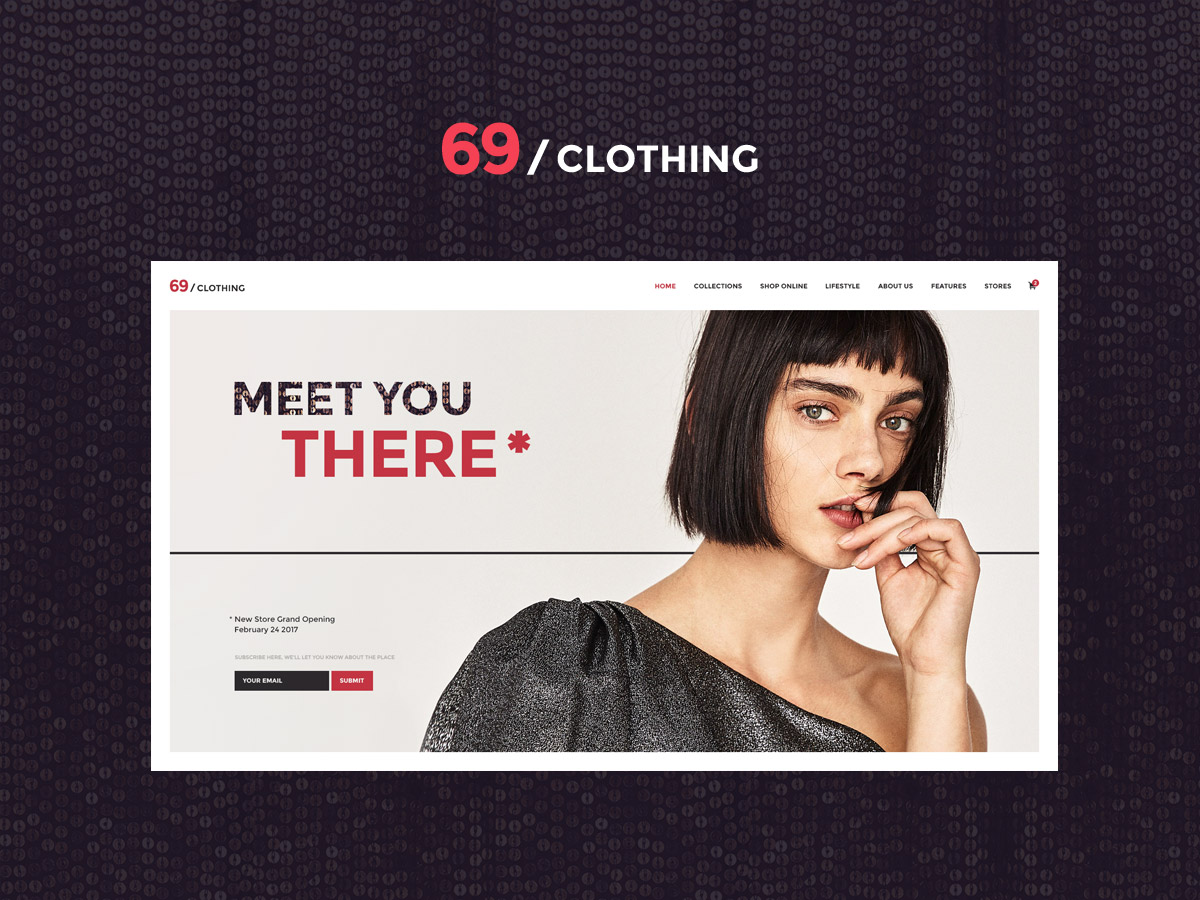 69 / CLOTHING
69 / CLOTHING
HOME COLLECTIONS SHOP ONLINE LIFESTYLE ABOUT US FEATURES STORES
MEET YOU
THERE*
* New Store Grand Opening
February 24 2017
SUBSCRIBE HERE, WE'LL LET YOU KNOW ABOUT THE PLACE
YOUR EMAIL SUBMIT